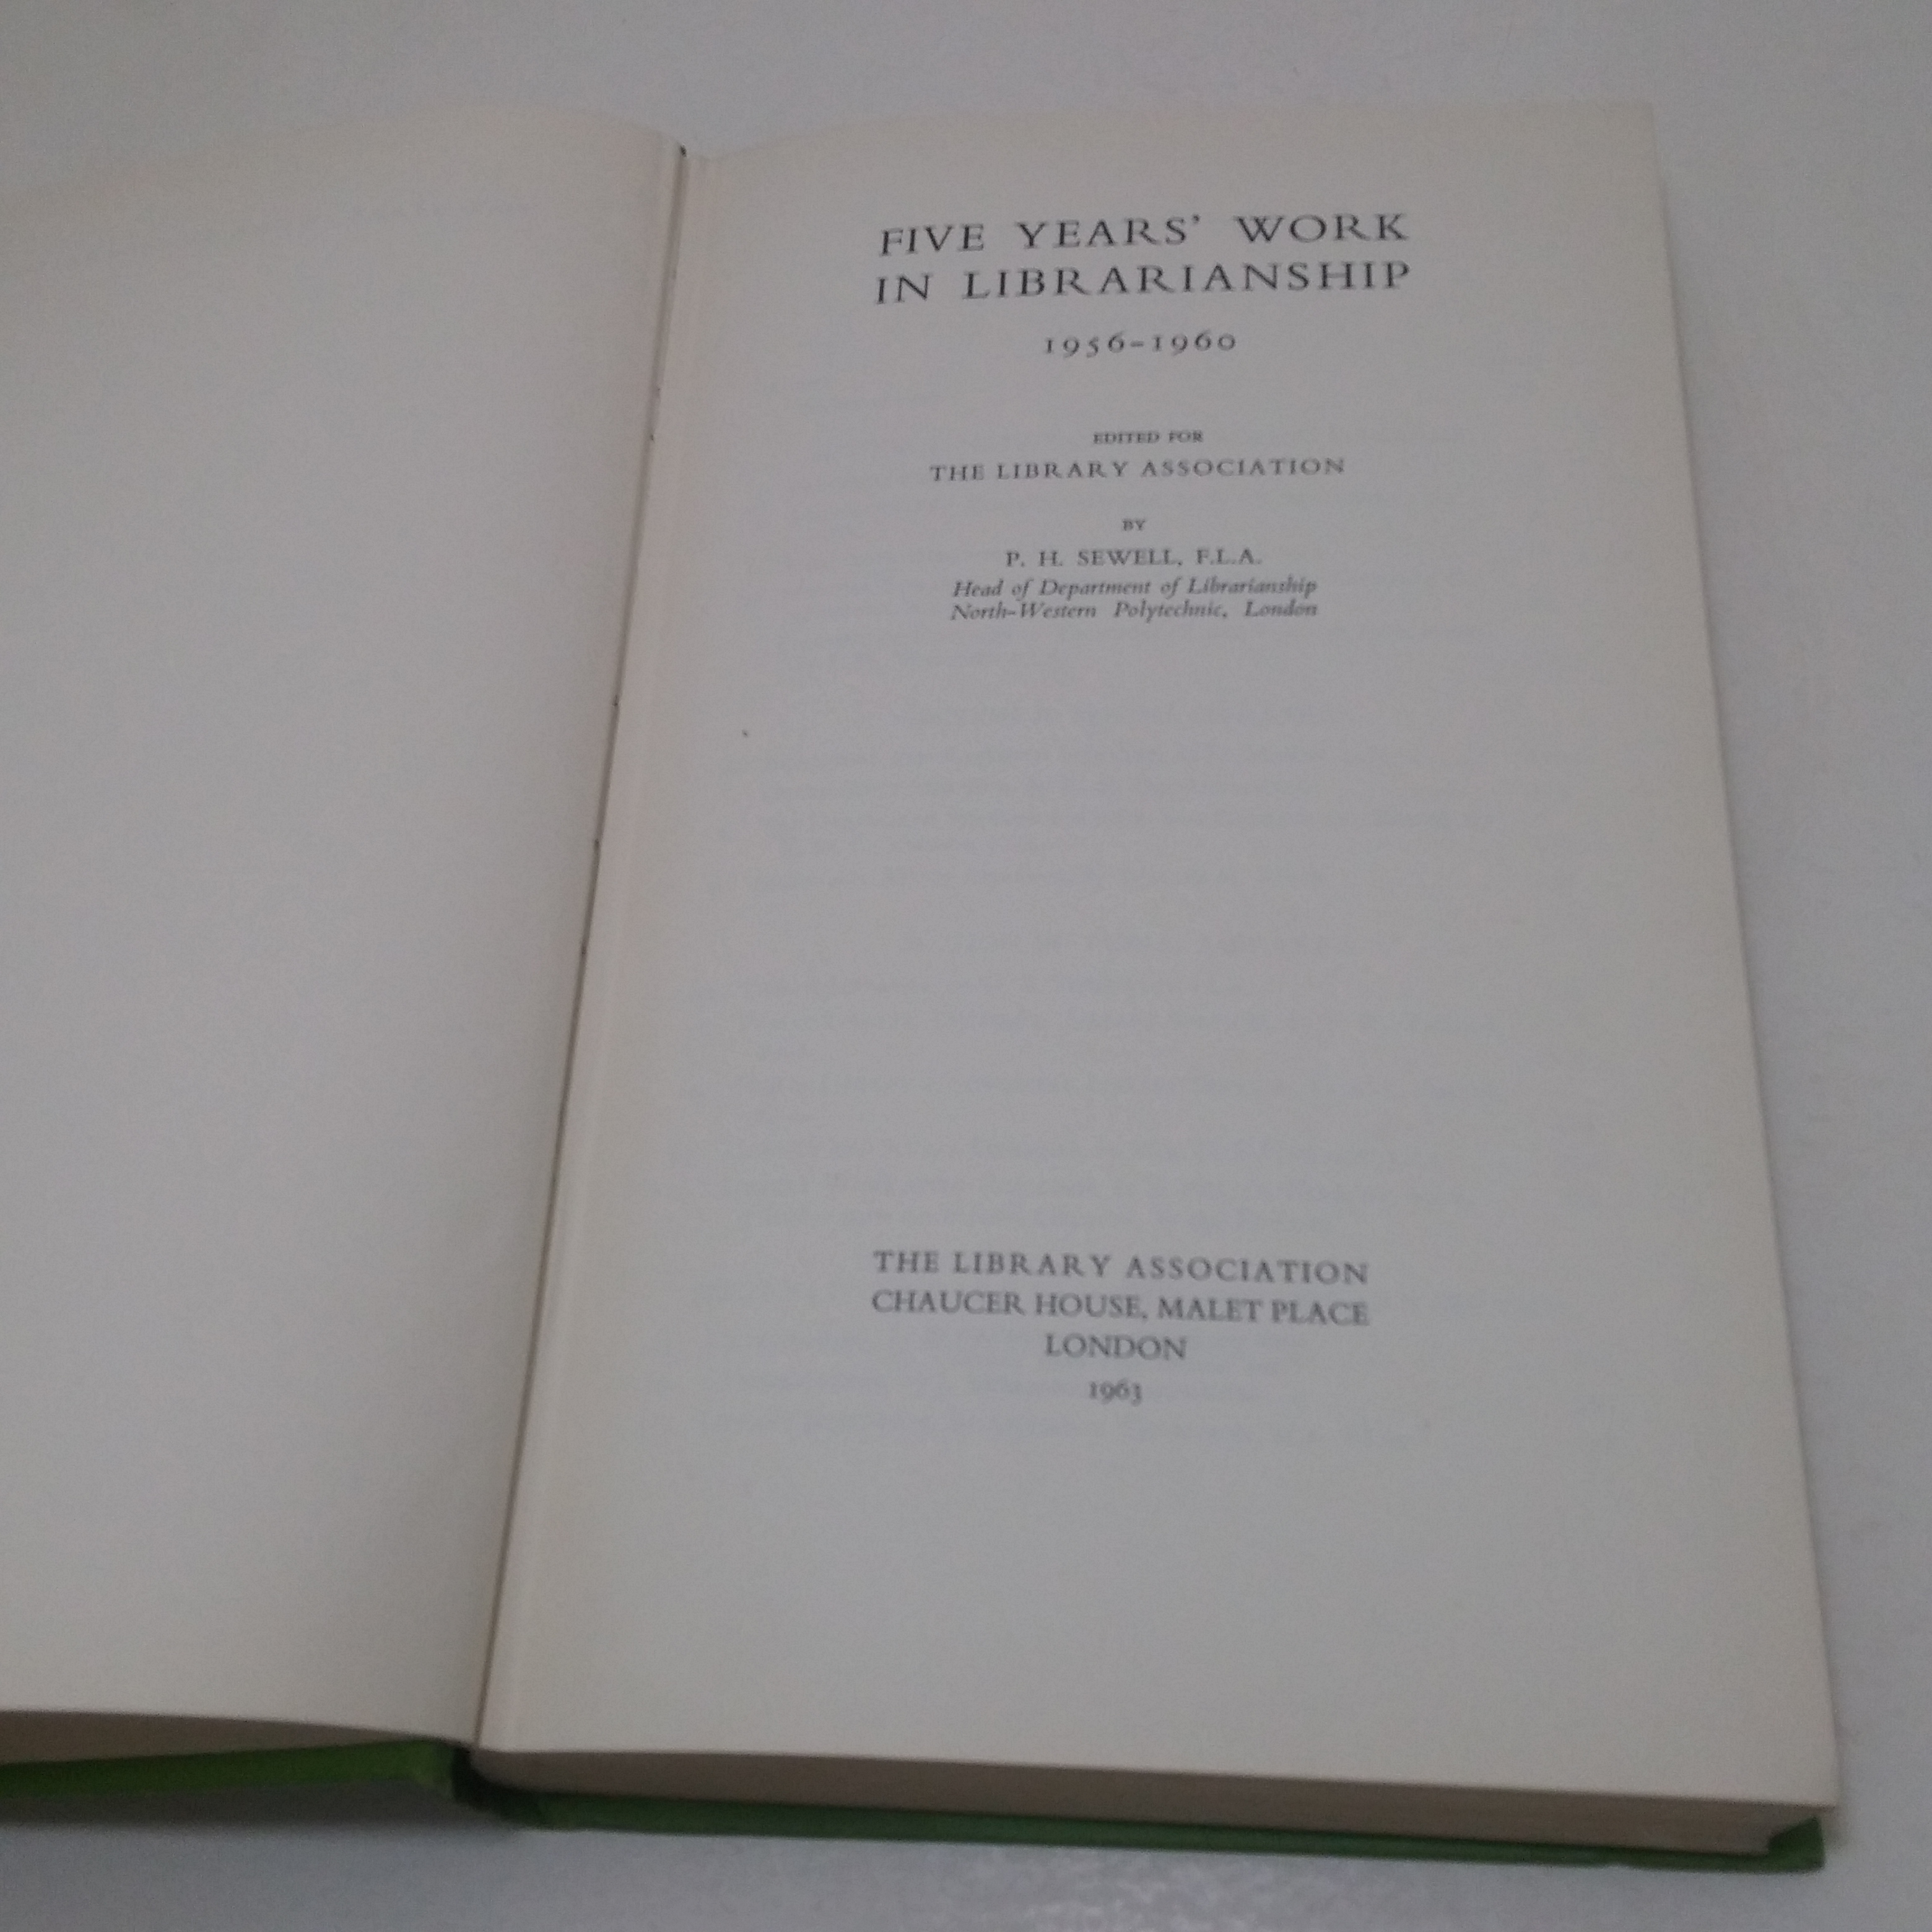 FIVE YEARS’ WORK
IN LIBRARIANSHIP
1956–1960
EDITED FOR
THE LIBRARY ASSOCIATION
BY
P. H. SEWELL, F.L.A.
Head of Department of Librarianship
North-Western Polytechnic, London
THE LIBRARY ASSOCIATION
CHAUCER HOUSE, MALET PLACE
LONDON
1963